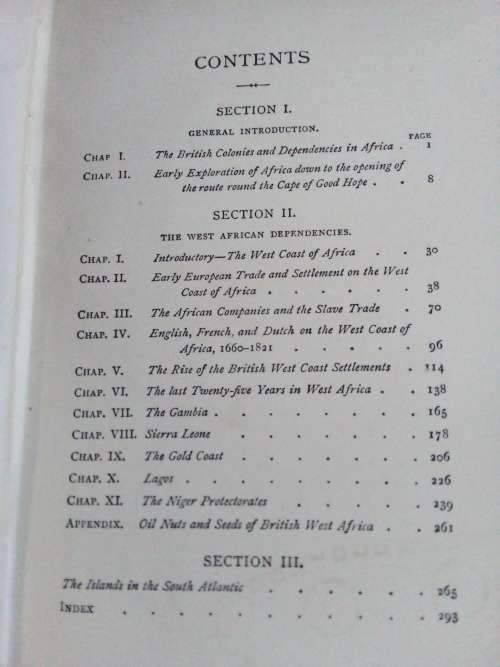 CONTENTS
SECTION I.
GENERAL INTRODUCTION.
PAGE
CHAP I. The British Colonies and Dependencies in Africa . 1
CHAP. II. Early Exploration of Africa down to the opening of
the route round the Cape of Good Hope . . 8
SECTION II.
THE WEST AFRICAN DEPENDENCIES.
CHAP. I. Introductory—The West Coast of Africa . . 30
CHAP. II. Early European Trade and Settlement on the West
Coast of Africa . . . . . . 38
CHAP. III. The African Companies and the Slave Trade . 70
CHAP. IV. English, French, and Dutch on the West Coast of
Africa, 1660-1821 . . . . . 96
CHAP. V. The Rise of the British West Coast Settlements . 114
CHAP. VI. The last Twenty-five Years in West Africa . . 138
CHAP. VII. The Gambia . . . . . . . 165
CHAP. VIII. Sierra Leone . . . . . . 178
CHAP. IX. The Gold Coast . . . . . . 206
CHAP. X. Lagos . . . . . . . . 226
CHAP. XI. The Niger Protectorates . . . . 239
APPENDIX. Oil Nuts and Seeds of British West Africa . . 261
SECTION III.
The Islands in the South Atlantic . . . . . . 265
INDEX . . . . . . . . . . 293